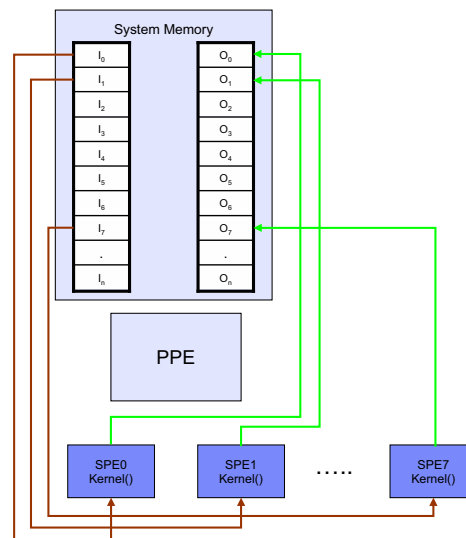 System Memory
I0 O0
I1 O1
I2 O2
I3 O3
I4 O4
I5 O5
I6 O6
I7 O7
. .
In On
PPE
SPE0 SPE1 ..... SPE7
Kernel() Kernel() Kernel()